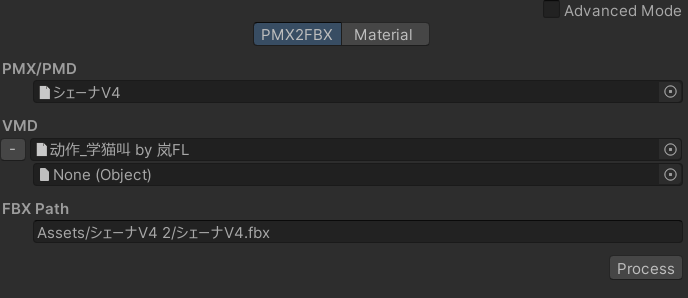 Advanced Mode
PMX2FBX Material
PMX/PMD
シェーナV4
VMD
- 动作_学猫叫 by 岚FL
None (Object)
FBX Path
Assets/シェーナV4 2/シェーナV4.fbx
Process